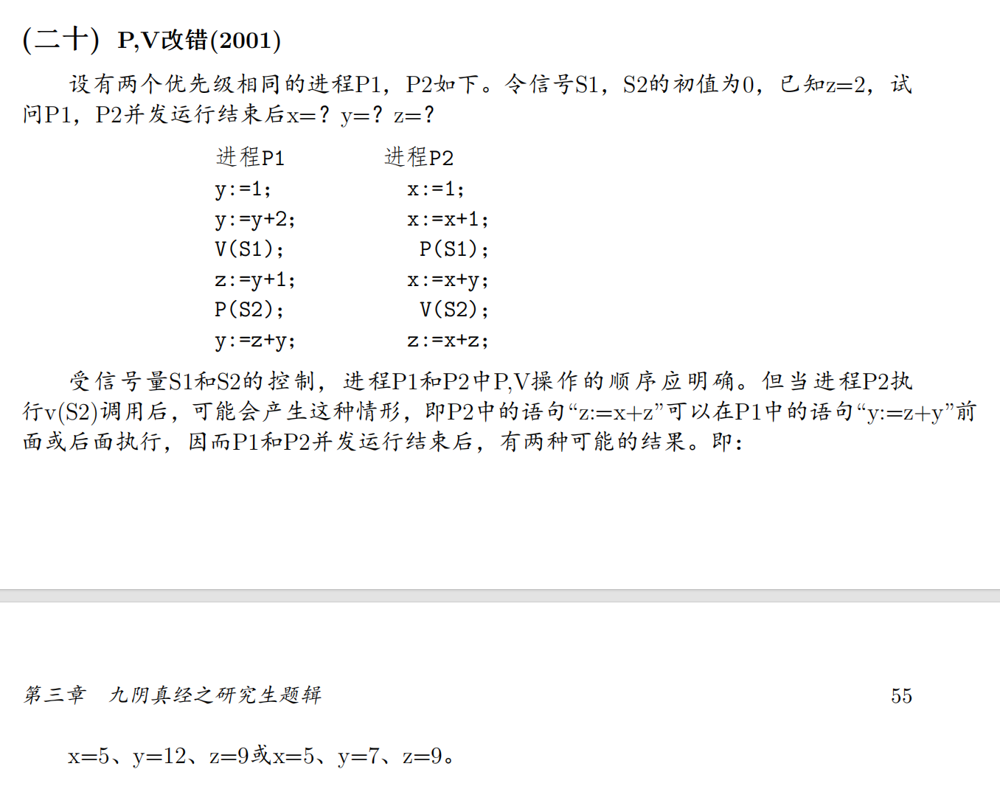 (二十) P,V改错(2001)
设有两个优先级相同的进程P1，P2如下。令信号S1，S2的初值为0，已知z=2，试
问P1，P2并发运行结束后x=？y=？z=？
进程P1 进程P2
y:=1; x:=1;
y:=y+2; x:=x+1;
V(S1); P(S1);
z:=y+1; x:=x+y;
P(S2); V(S2);
y:=z+y; z:=x+z;
受信号量S1和S2的控制，进程P1和P2中P,V操作的顺序应明确。但当进程P2执
行v(S2)调用后，可能会产生这种情形，即P2中的语句“z:=x+z”可以在P1中的语句“y:=z+y”前
面或后面执行，因而P1和P2并发运行结束后，有两种可能的结果。即：
第三章 九阴真经之研究生题辑 55
x=5、y=12、z=9或x=5、y=7、z=9。